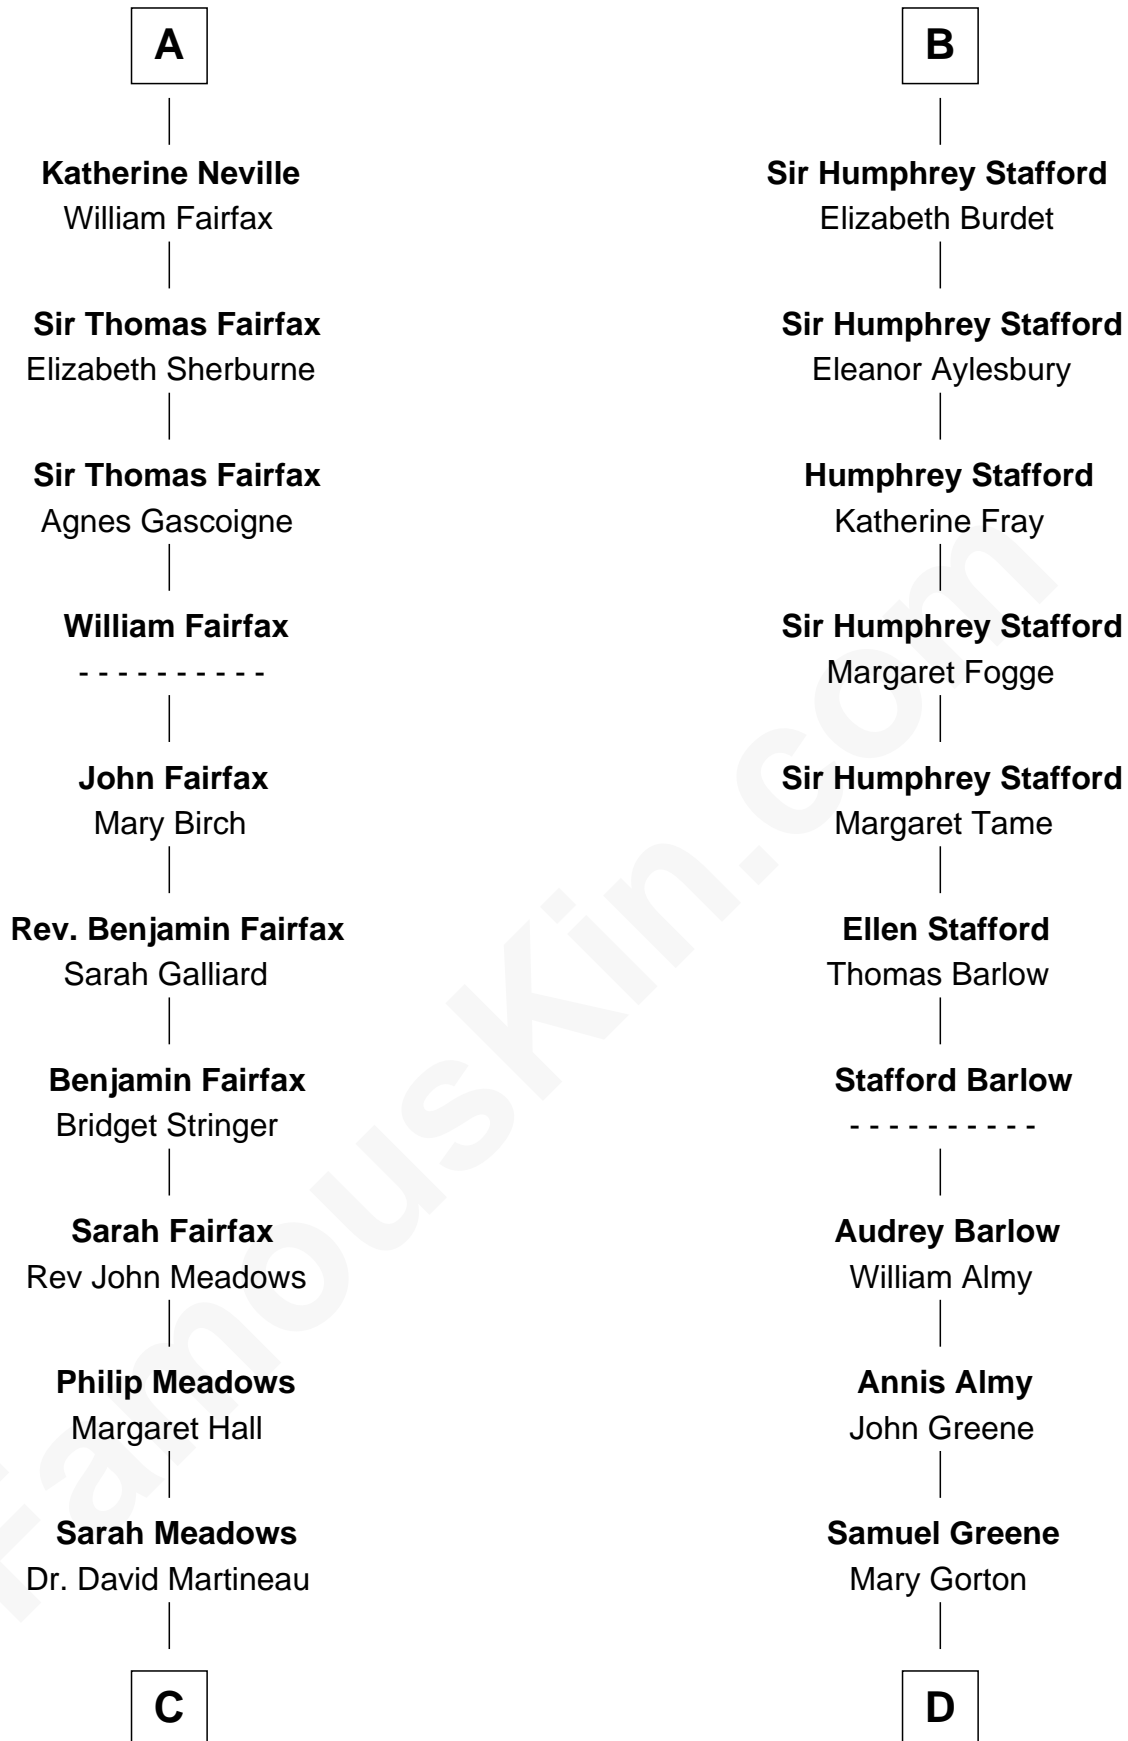 A
Katherine Neville
William Fairfax
Sir Thomas Fairfax
Elizabeth Sherburne
Sir Thomas Fairfax
Agnes Gascoigne
William Fairfax
- - - - - - - - - -
John Fairfax
Mary Birch
Rev. Benjamin Fairfax
Sarah Galliard
Benjamin Fairfax
Bridget Stringer
Sarah Fairfax
Rev John Meadows
Philip Meadows
Margaret Hall
Sarah Meadows
Dr. David Martineau
C
B
Sir Humphrey Stafford
Elizabeth Burdet
Sir Humphrey Stafford
Eleanor Aylesbury
Humphrey Stafford
Katherine Fray
Sir Humphrey Stafford
Margaret Fogge
Sir Humphrey Stafford
Margaret Tame
Ellen Stafford
Thomas Barlow
Stafford Barlow
- - - - - - - - - -
Audrey Barlow
William Almy
Annis Almy
John Greene
Samuel Greene
Mary Gorton
D
FamousKin.com